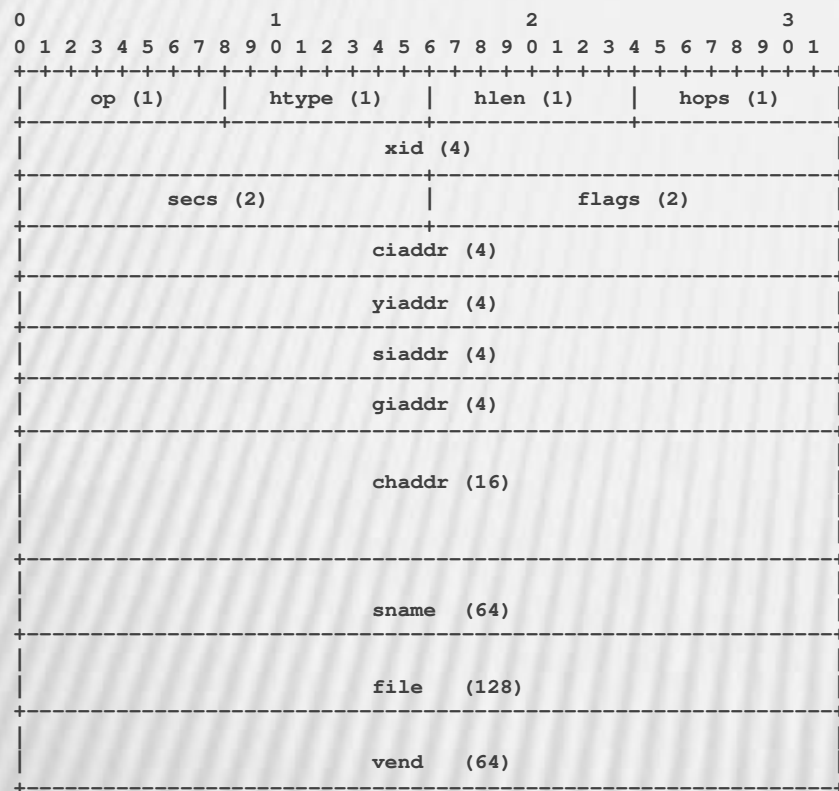 0 1 2 3
0 1 2 3 4 5 6 7 8 9 0 1 2 3 4 5 6 7 8 9 0 1 2 3 4 5 6 7 8 9 0 1
op (1) | htype (1) | hlen (1) | hops (1)
xid (4)
secs (2) | flags (2)
ciaddr (4)
yiaddr (4)
siaddr (4)
giaddr (4)
chaddr (16)
sname (64)
file (128)
vend (64)